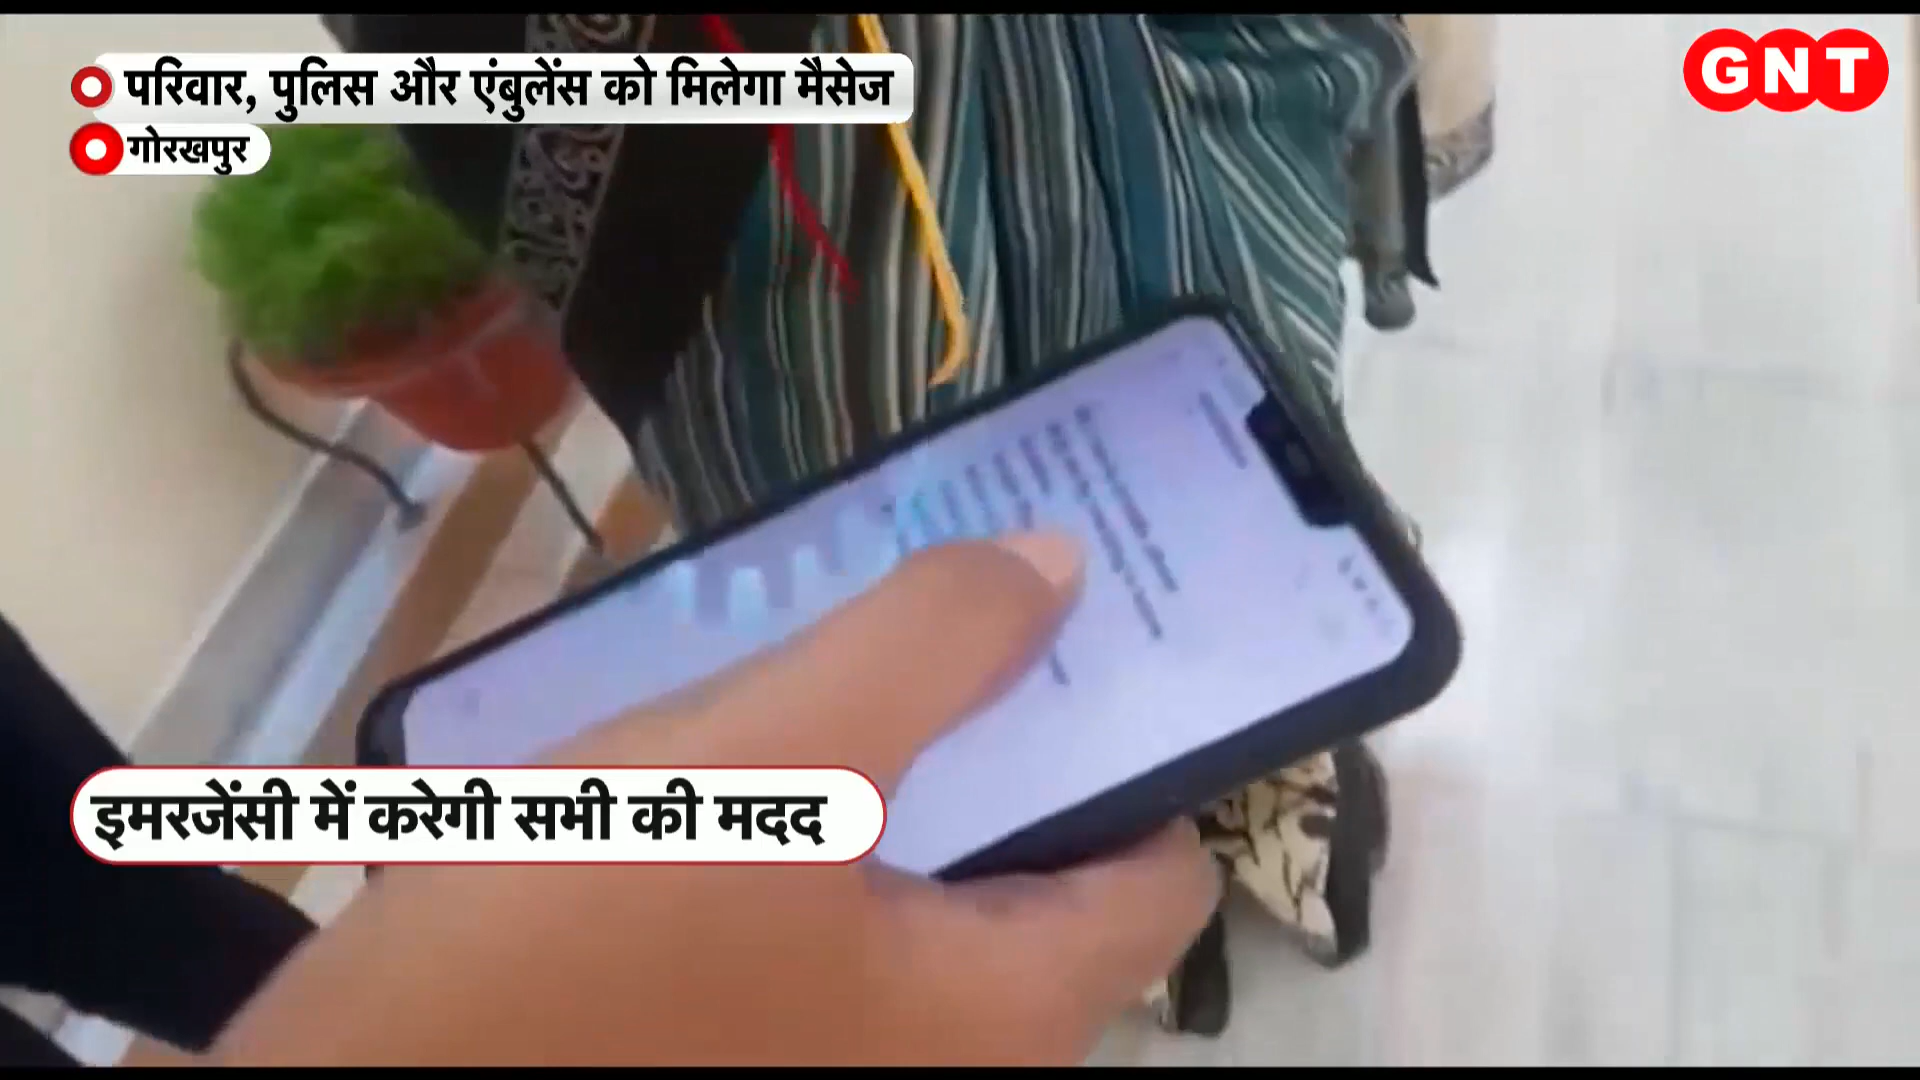 परिवार, पुलिस और एंबुलेंस को मिलेगा मैसेज
GNT
गोरखपुर
इमरजेंसी में करेगी सभी की मदद